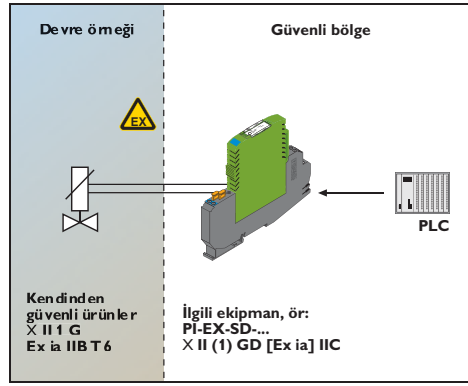 Devre örneği
Güvenli bölge
EX
PLC
Kendinden
güvenli ürünler
X II 1 G
Ex ia IIB T6
İlgili ekipman, ör:
PI-EX-SD-...
X II (1) GD [Ex ia] IIC